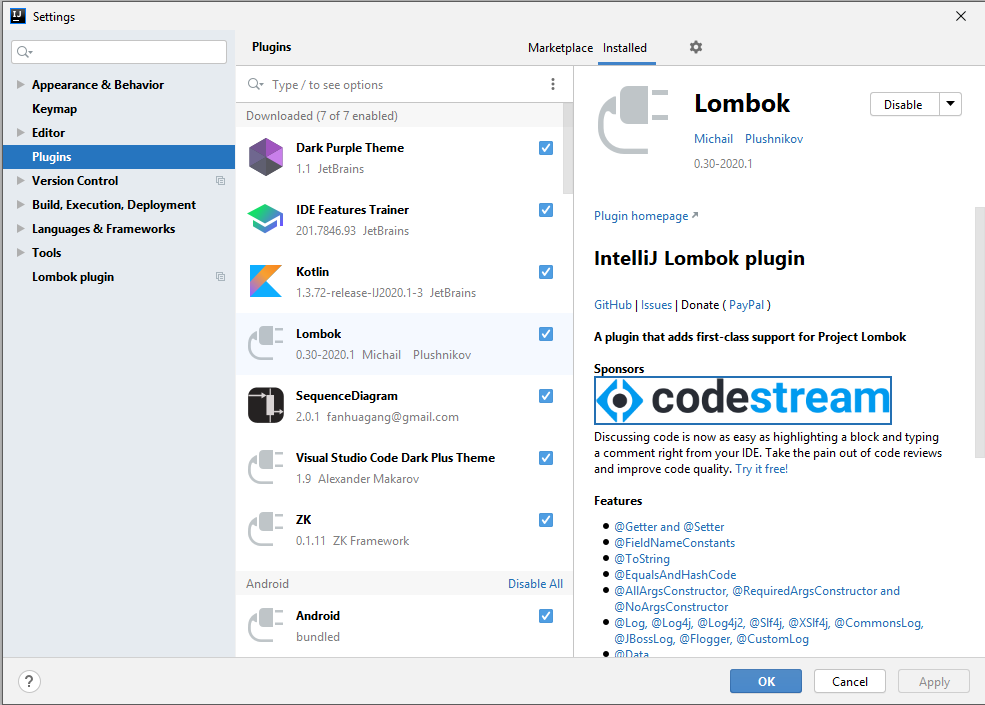 Settings
Plugins
Marketplace Installed
Appearance & Behavior
Keymap
Editor
Plugins
Version Control
Build, Execution, Deployment
Languages & Frameworks
Tools
Lombok plugin
Type / to see options
Downloaded (7 of 7 enabled)
Dark Purple Theme
1.1 JetBrains
IDE Features Trainer
201.7846.93 JetBrains
Kotlin
1.3.72-release-IJ2020.1-3 JetBrains
Lombok
0.30-2020.1 Michail Plushnikov
SequenceDiagram
2.0.1 fanhuagang@gmail.com
Visual Studio Code Dark Plus Theme
1.9 Alexander Makarov
ZK
0.1.11 ZK Framework
Android Disable All
Android
bundled
Lombok
Disable
Michail Plushnikov
0.30-2020.1
Plugin homepage
IntelliJ Lombok plugin
GitHub | Issues | Donate ( PayPal )
A plugin that adds first-class support for Project Lombok
Sponsors
codestream
Discussing code is now as easy as highlighting a block and typing
a comment right from your IDE. Take the pain out of code reviews
and improve code quality. Try it free!
Features
@Getter and @Setter
@FieldNameConstants
@ToString
@EqualsAndHashCode
@AllArgsConstructor, @RequiredArgsConstructor and
@NoArgsConstructor
@Log, @Log4j, @Log4j2, @Slf4j, @XSlf4j, @CommonsLog,
@JBossLog, @Flogger, @CustomLog
@Data
?
OK
Cancel
Apply